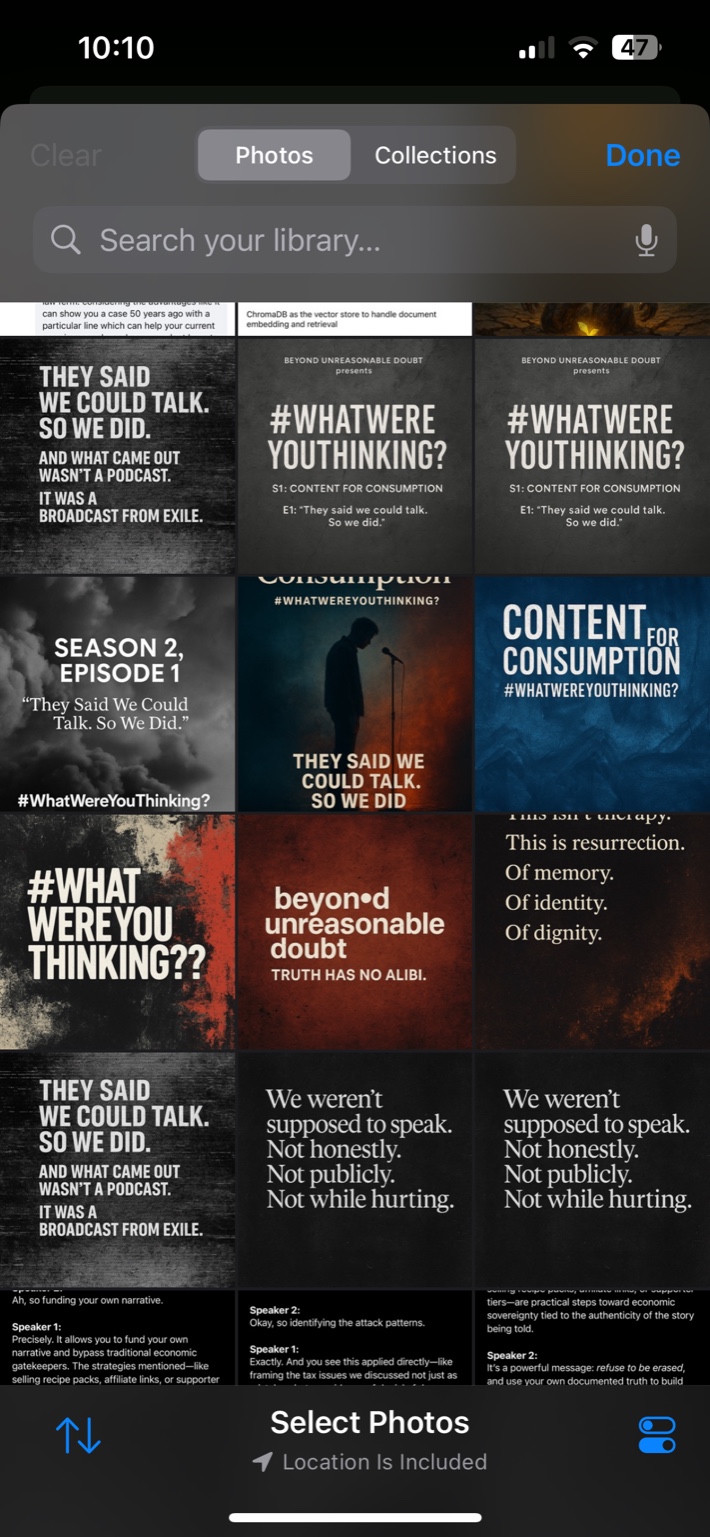 10:10
47
Clear
Photos
Collections
Done
Search your library...
law term: considering the advantages like it
can show you a case 50 years ago with a
particular line which can help your current
ChromaDB as the vector store to handle document
embedding and retrieval
THEY SAID
WE COULD TALK.
SO WE DID.
AND WHAT CAME OUT
WASN'T A PODCAST.
IT WAS A
BROADCAST FROM EXILE.
BEYOND UNREASONABLE DOUBT
presents
#WHATWERE
YOUTHINKING?
S1: CONTENT FOR CONSUMPTION
E1: "They said we could talk.
So we did."
BEYOND UNREASONABLE DOUBT
presents
#WHATWERE
YOUTHINKING?
S1: CONTENT FOR CONSUMPTION
E1: "They said we could talk.
So we did."
SEASON 2,
EPISODE 1
“They Said We Could
Talk. So We Did.”
#WhatWereYouThinking?
Consumption
#WHATWEREYOUTHINKING?
THEY SAID WE
COULD TALK.
SO WE DID
CONTENT FOR
CONSUMPTION
#WHATWEREYOUTHINKING?
#WHAT
WERE YOU
THINKING??
beyon•d
unreasonable
doubt
TRUTH HAS NO ALIBI.
This isn't therapy.
This is resurrection.
Of memory.
Of identity.
Of dignity.
THEY SAID
WE COULD TALK.
SO WE DID.
AND WHAT CAME OUT
WASN'T A PODCAST.
IT WAS A
BROADCAST FROM EXILE.
We weren't
supposed to speak.
Not honestly.
Not publicly.
Not while hurting.
We weren't
supposed to speak.
Not honestly.
Not publicly.
Not while hurting.
Speaker 2:
Ah, so funding your own narrative.
Speaker 1:
Precisely. It allows you to fund your own
narrative and bypass traditional economic
gatekeepers. The strategies mentioned—like
selling recipe packs, affiliate links, or supporter
Speaker 2:
Okay, so identifying the attack patterns.
Speaker 1:
Exactly. And you see this applied directly—like
framing the tax issues we discussed not just as
selling recipe packs, affiliate links, or supporter
tiers—are practical steps toward economic
sovereignty tied to the authenticity of the story
being told.
Speaker 2:
It's a powerful message: refuse to be erased,
and use your own documented truth to build
Select Photos
Location Is Included